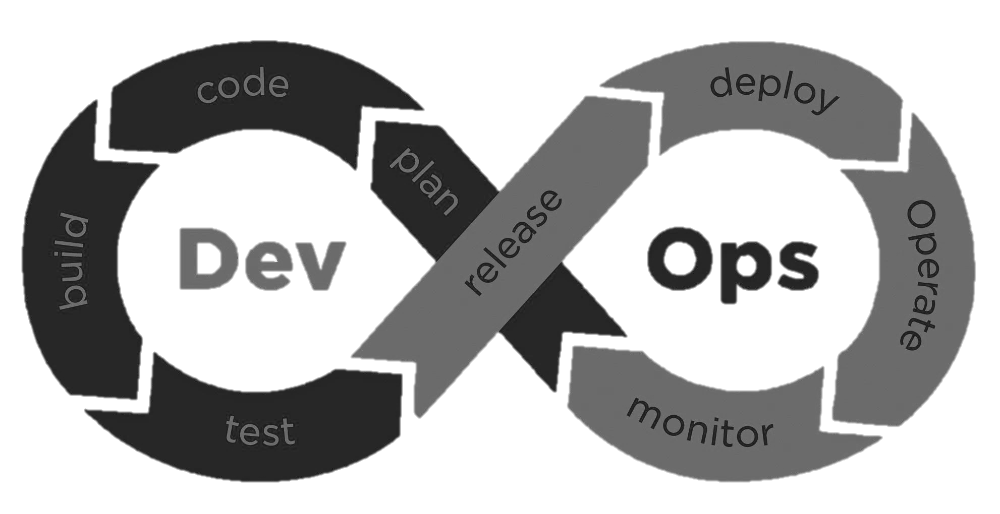 code
deploy
plan
build
Dev
release
Ops
Operate
test
monitor